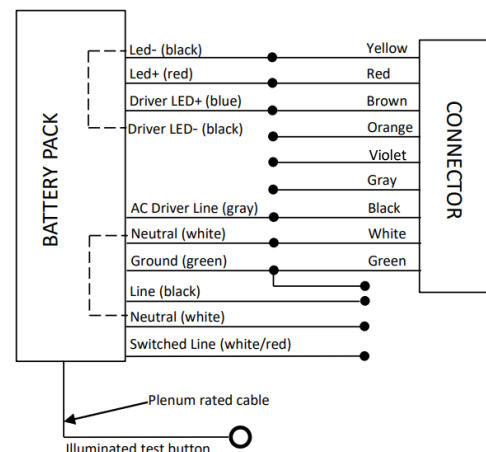 Led- (black) Yellow
Led+ (red) Red
Driver LED+ (blue) Brown
Driver LED- (black) Orange
Violet
Gray
AC Driver Line (gray) Black
Neutral (white) White
Ground (green) Green
Line (black)
Neutral (white)
Switched Line (white/red)
BATTERY PACK
CONNECTOR
Plenum rated cable
Illuminated test button